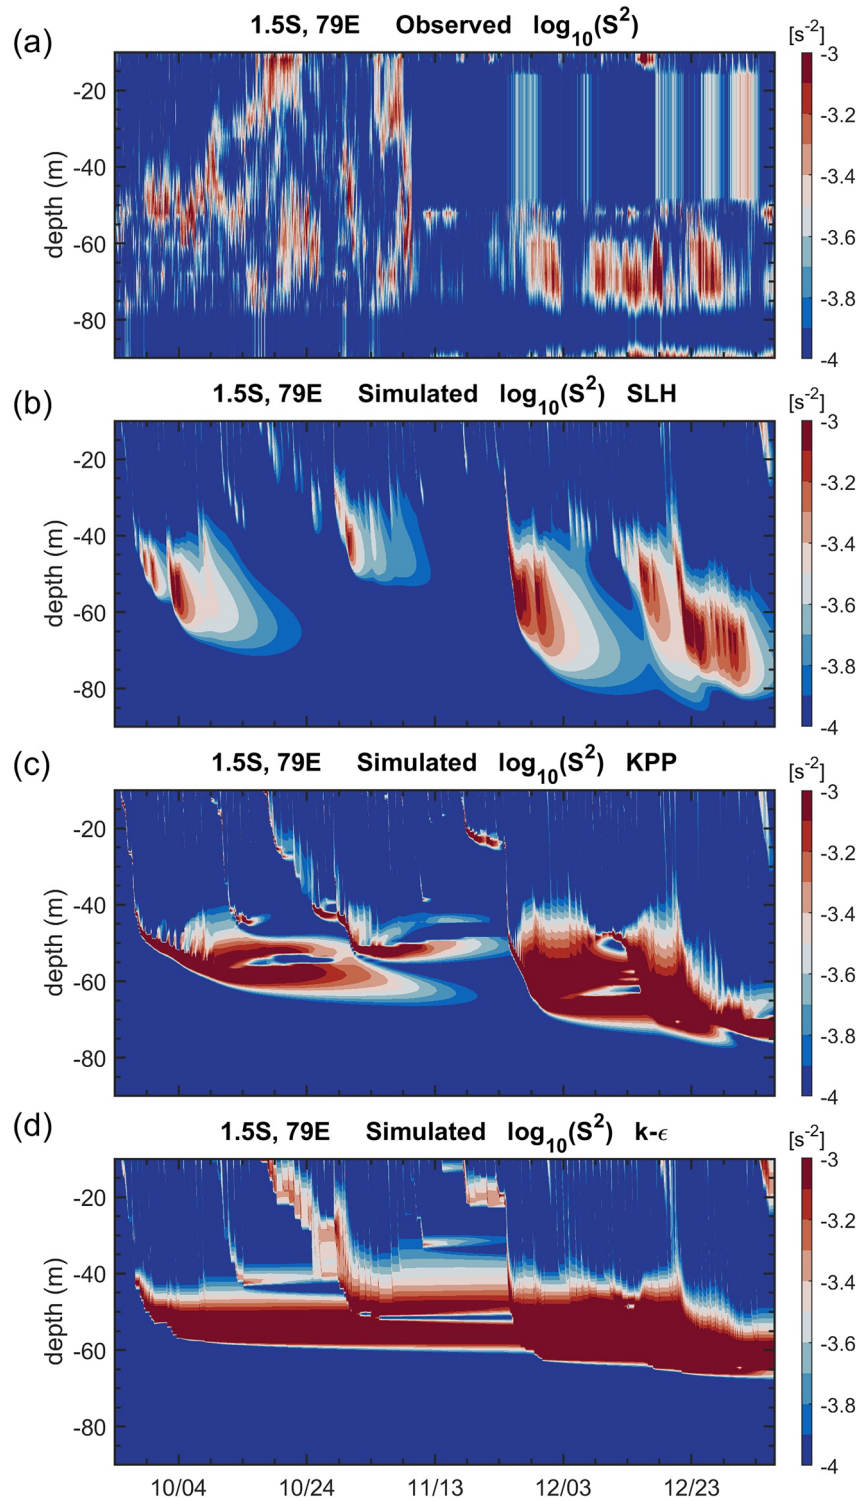 (a)
1.5S, 79E Observed log10(S2)
[s-2]
depth (m)
-20
-40
-60
-80
-3
-3.2
-3.4
-3.6
-3.8
-4
(b)
1.5S, 79E Simulated log10(S2) SLH
[s-2]
depth (m)
-20
-40
-60
-80
-3
-3.2
-3.4
-3.6
-3.8
-4
(c)
1.5S, 79E Simulated log10(S2) KPP
[s-2]
depth (m)
-20
-40
-60
-80
-3
-3.2
-3.4
-3.6
-3.8
-4
(d)
1.5S, 79E Simulated log10(S2) k-ϵ
[s-2]
depth (m)
-20
-40
-60
-80
-3
-3.2
-3.4
-3.6
-3.8
-4
10/04 10/24 11/13 12/03 12/23